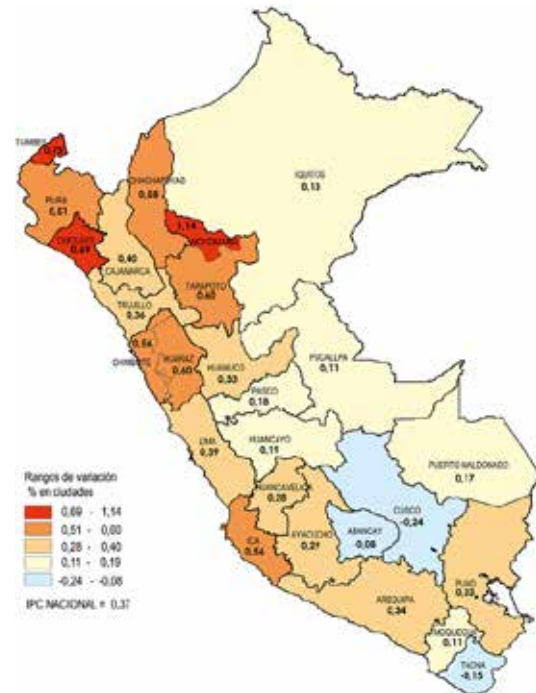 TUMBES
0,73
PIURA
0,51
CHICLAYO
0,69
CHACHAPOYAS
0,58
IQUITOS
0,13
1,14
MOYOBAMBA
0,40
CAJAMARCA
TARAPOTO
0,60
TRUJILLO
0,36
0,56
CHIMBOTE
HUARAZ
0,60
HUANUCO
0,33
PUCALLPA
0,11
PASCO
0,18
LIMA
0,39
HUANCAYO
0,19
PUERTO MALDONADO
0,17
HUANCAVELICA
0,28
CUSCO
-0,24
ICA
0,56
AYACUCHO
ABANCAY
-0,08
PUNO
0,33
AREQUIPA
0,34
MOQUEGUA
0,11
TACNA
-0,15
Rangos de variación
% en ciudades
0,69 - 1,14
0,51 - 0,60
0,28 - 0,40
0,11 - 0,19
-0,24 - -0,08
IPC NACIONAL = 0,37